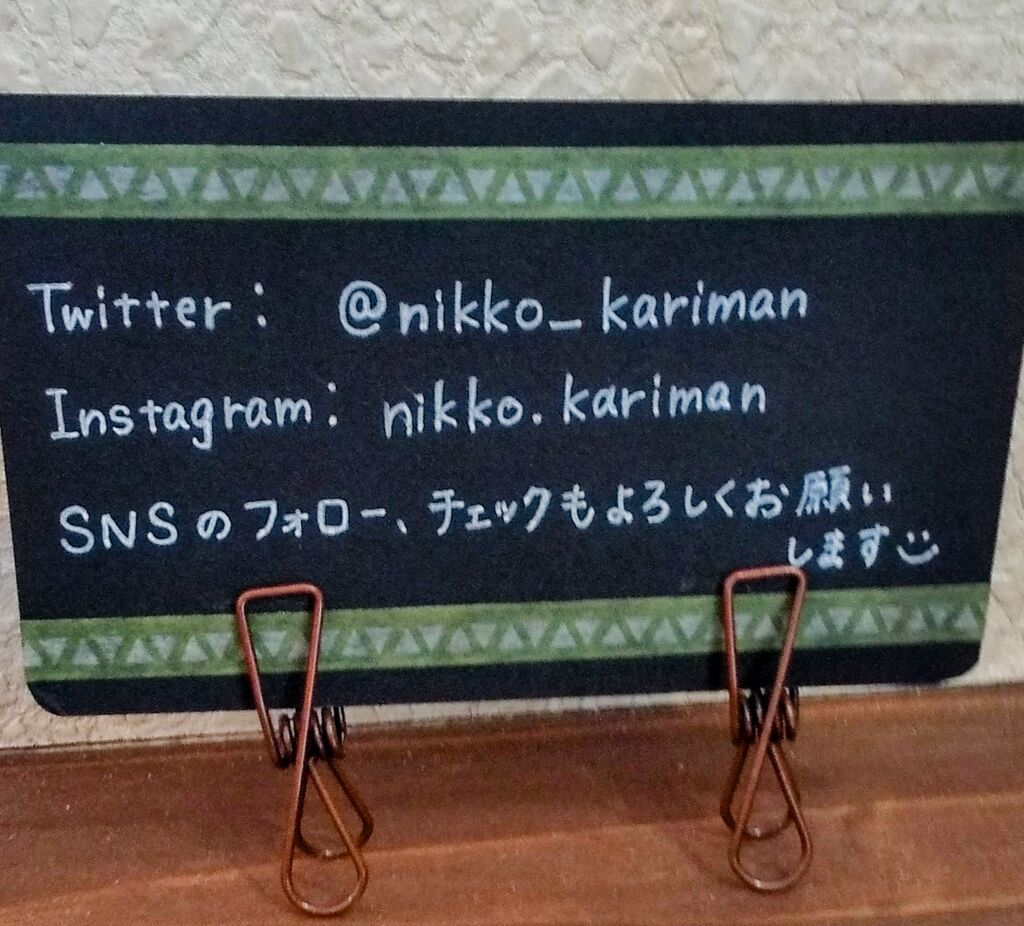 Twitter: @nikko_kariman
Instagram: nikko.kariman
SNSのフォロー、チェックもよろしくお願い
します